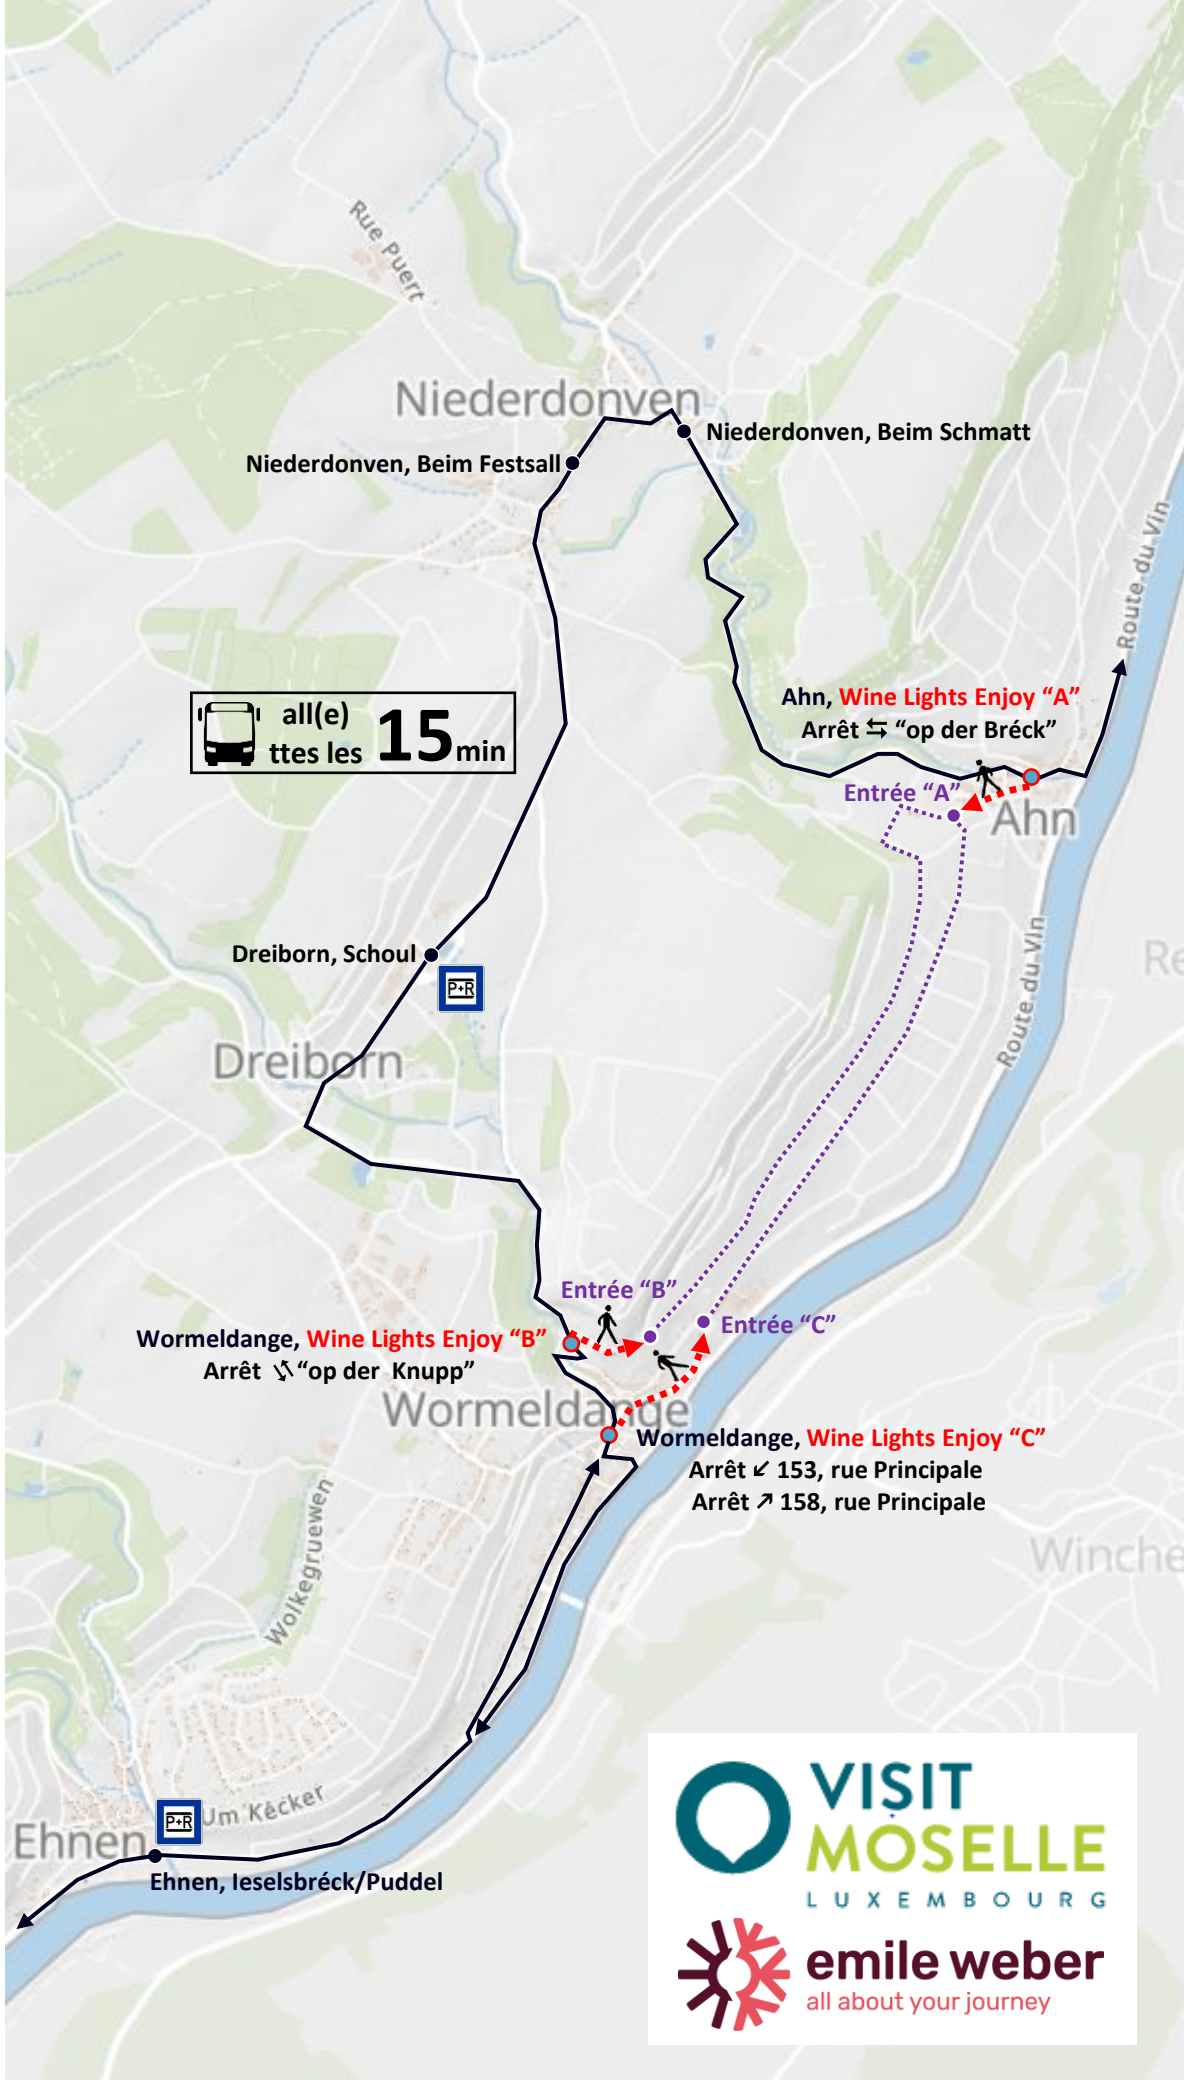 Rue Puert
Niederdonven
Niederdonven, Beim Schmatt
Niederdonven, Beim Festsall
Route du Vin
all(e)
ttes les 15 min
Ahn, Wine Lights Enjoy “A”
Arrêt ⇆ “op der Bréck”
Entrée “A”
Ahn
Route du Vin
Re
Dreiborn, Schoul
P+R
Dreiborn
Entrée “B”
Entrée “C”
Wormeldange, Wine Lights Enjoy “B”
Arrêt “op der Knupp”
Wormeldange
Wormeldange, Wine Lights Enjoy “C”
Arrêt ↙ 153, rue Principale
Arrêt ↗ 158, rue Principale
Winche
Wolkegruewen
Um Kécker
P+R
Ehnen
Ehnen, Ieselsbréck/Puddel
VISIT
MOSELLE
LUXEMBOURG
emile weber
all about your journey